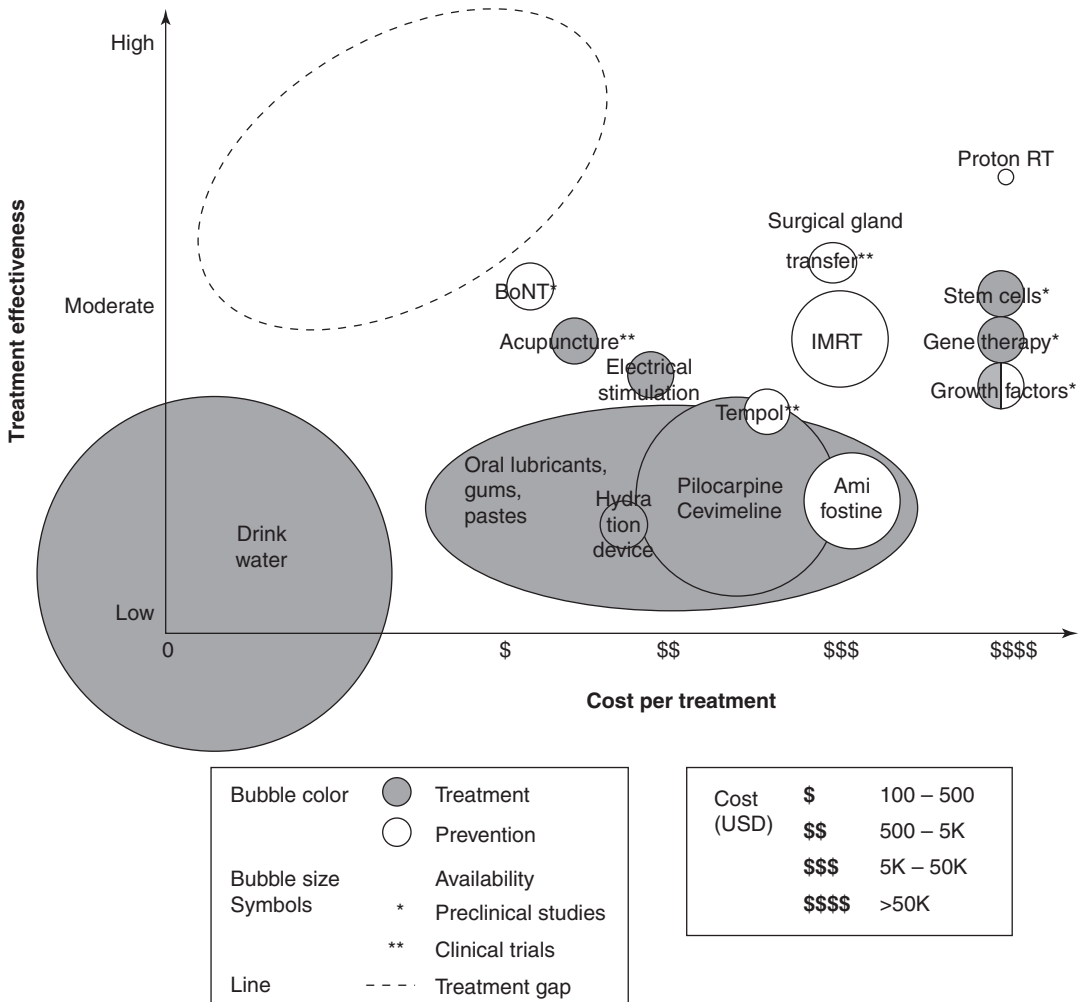 High
Proton RT
Surgical gland
transfer**
Treatment effectiveness
Moderate
BoNT*
Stem cells*
Acupuncture**
IMRT
Gene therapy*
Electrical
stimulation
Growth factors*
Tempol**
Oral lubricants,
gums,
pastes
Hydra
tion
device
Pilocarpine
Cevimeline
Ami
fostine
Drink
water
Low
0 $ $$ $$$ $$$$
Cost per treatment
Bubble color Treatment
Prevention
Bubble size Availability
Symbols
* Preclinical studies
** Clinical trials
Line Treatment gap
Cost
(USD)
$ 100 – 500
$$ 500 – 5K
$$$ 5K – 50K
$$$$ >50K